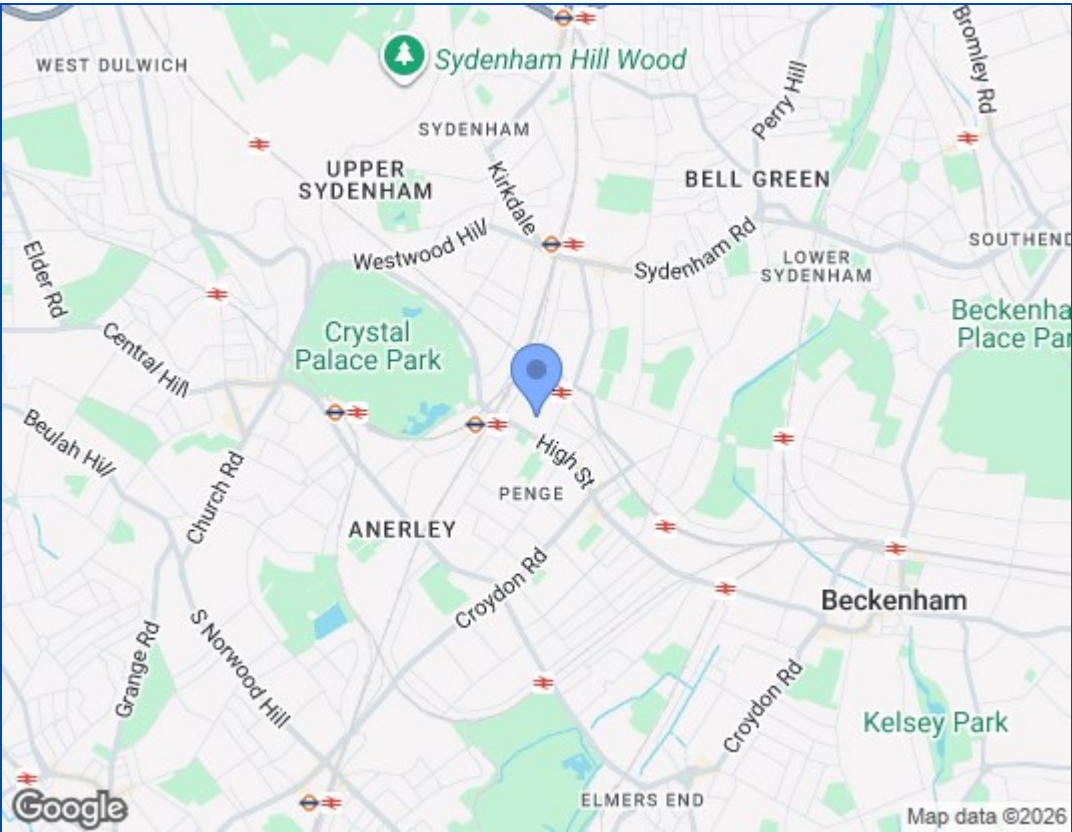 WEST DULWICH
Sydenham Hill Wood
Bromley Rd
Perry Hill
SYDENHAM
UPPER
SYDENHAM
Kirkdale
BELL GREEN
Westwood Hill
Sydenham Rd
SOUTHEND
LOWER
SYDENHAM
Elder Rd
Central Hill
Crystal
Palace Park
Beckenha
Place Par
Beulah Hill
Church Rd
High St
PENGE
ANERLEY
Croydon Rd
Beckenham
S Norwood Hill
Grange Rd
Croydon Rd
Kelsey Park
ELMERS END
Google
Map data ©2026